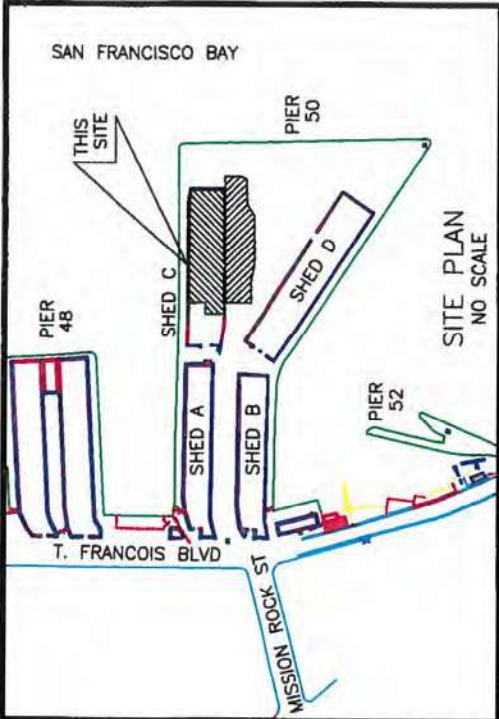 SAN FRANCISCO BAY
THIS
SITE
PIER
48
SHED C
PIER
50
SHED A
SHED B
SHED D
PIER
52
T. FRANCOIS BLVD
MISSION ROCK ST
SITE PLAN
NO SCALE